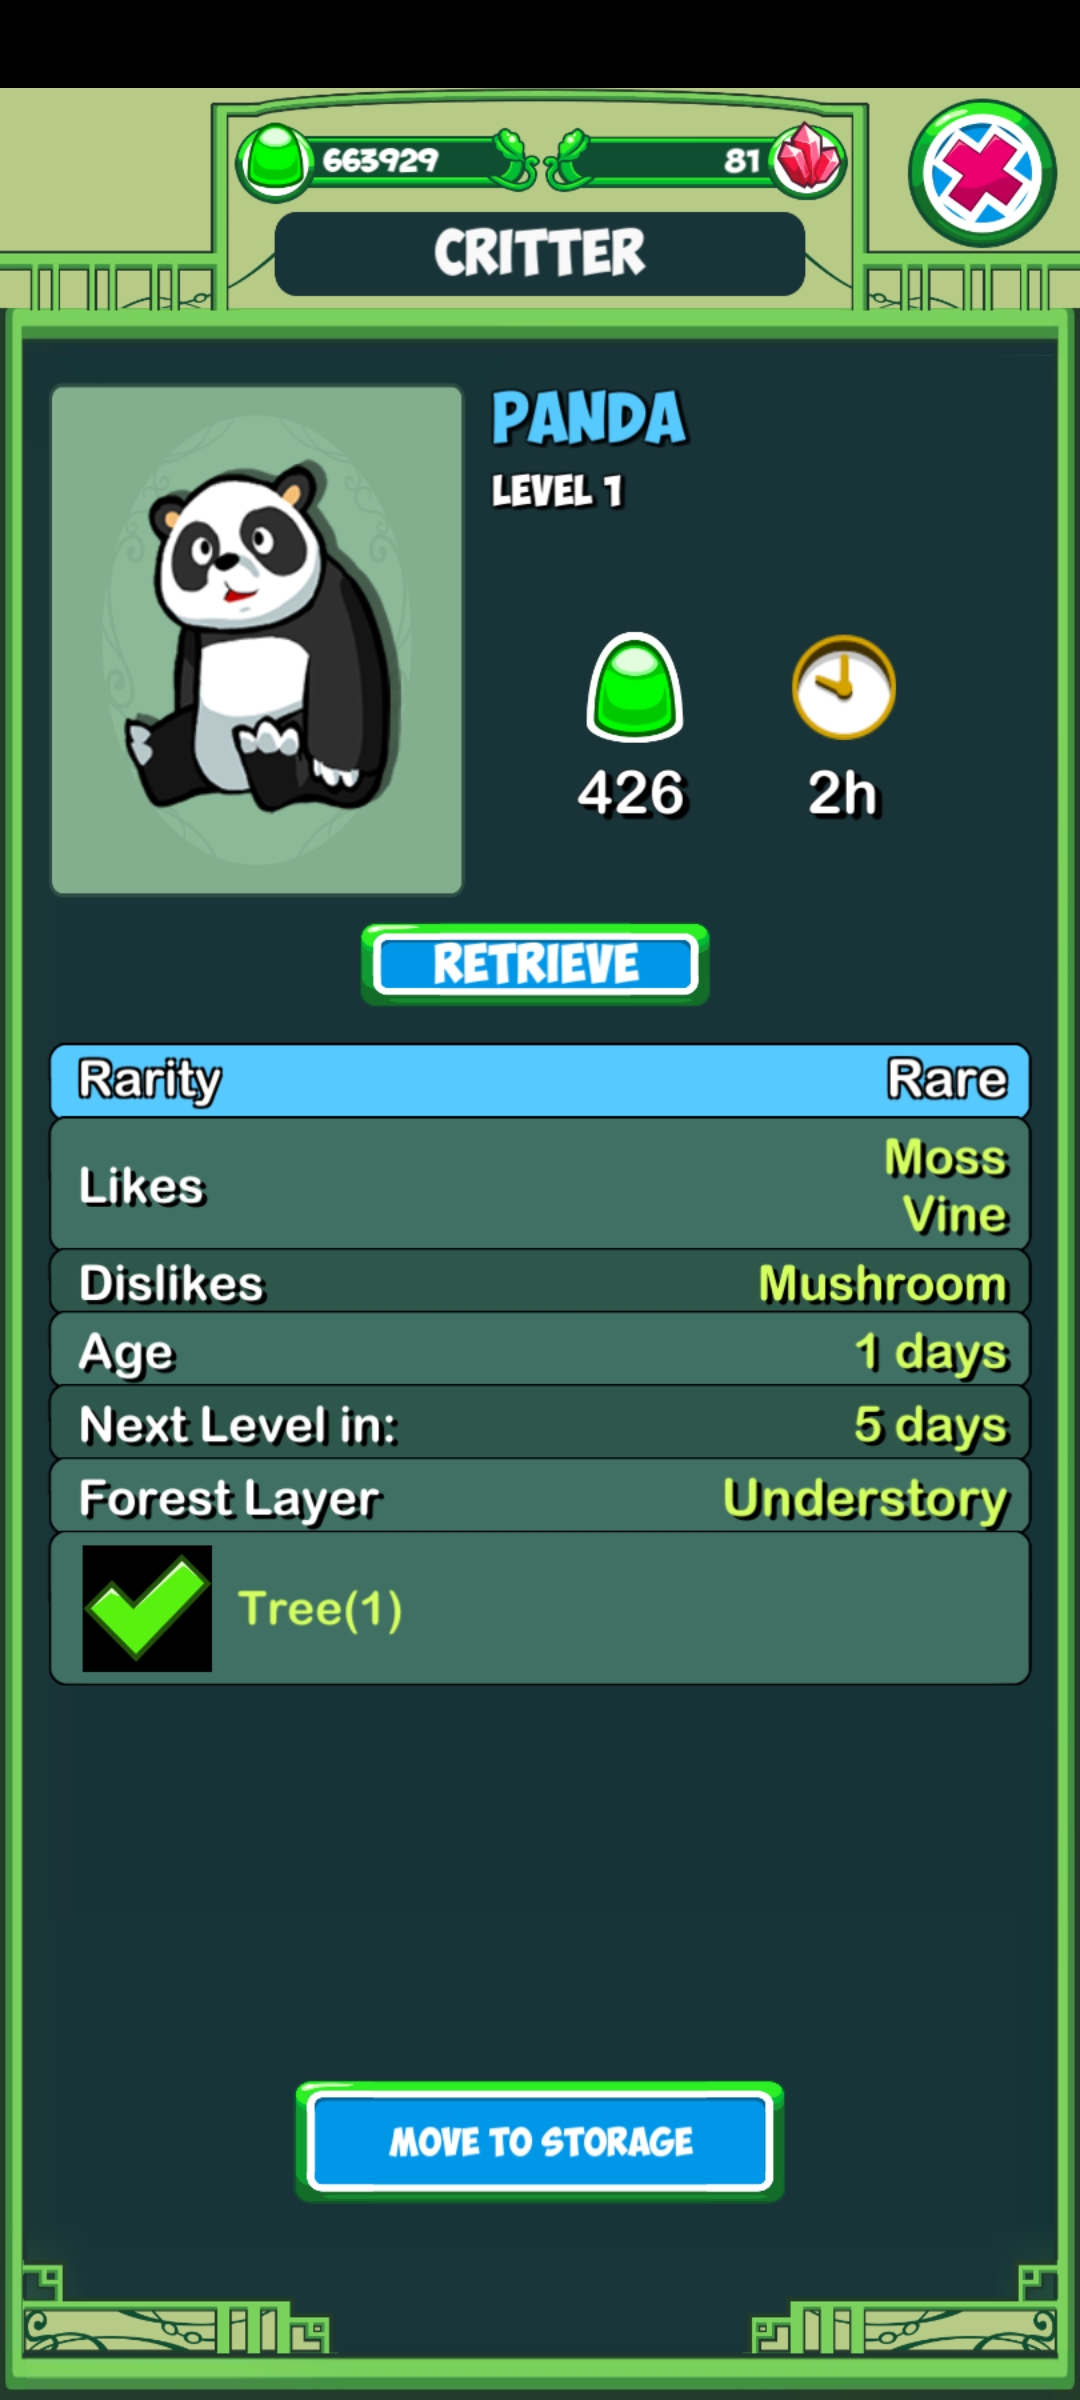 663929
81
CRITTER
PANDA
LEVEL 1
426
2h
RETRIEVE
Rarity Rare
Likes Moss
Vine
Dislikes Mushroom
Age 1 days
Next Level in: 5 days
Forest Layer Understory
Tree(1)
MOVE TO STORAGE